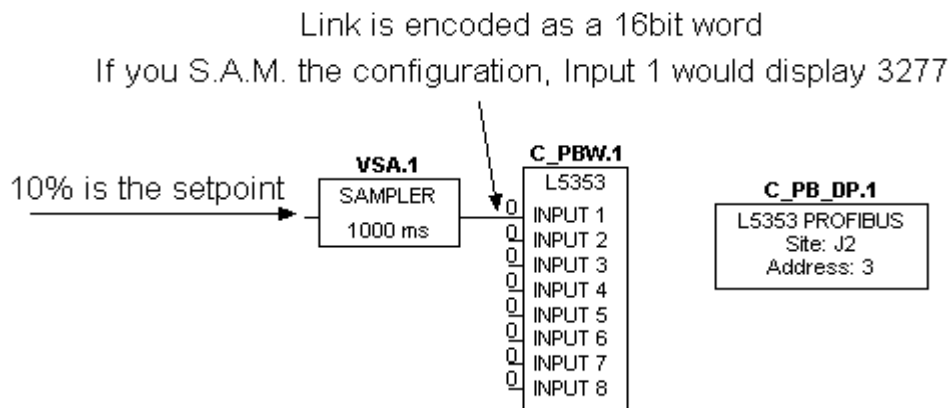 Link is encoded as a 16bit word
If you S.A.M. the configuration, Input 1 would display 3277
10% is the setpoint
VSA.1
SAMPLER
1000 ms
C_PBW.1
L5353
0 INPUT 1
0 INPUT 2
0 INPUT 3
0 INPUT 4
0 INPUT 5
0 INPUT 6
0 INPUT 7
0 INPUT 8
C_PB_DP.1
L5353 PROFIBUS
Site: J2
Address: 3